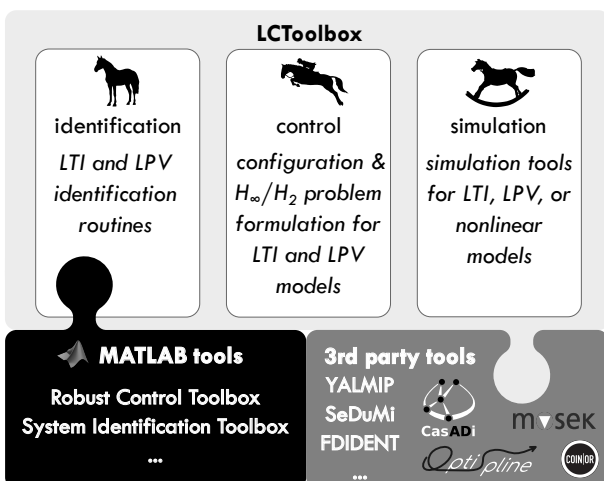 LCToolbox
identification
LTI and LPV
identification
routines
control
configuration &
H∞/H2 problem
formulation for
LTI and LPV
models
simulation
simulation tools
for LTI, LPV, or
nonlinear
models
MATLAB tools
Robust Control Toolbox
System Identification Toolbox
...
3rd party tools
YALMIP
SeDuMi
FDIDENT
...
CasADi
mosek
Optispline
COIN|OR